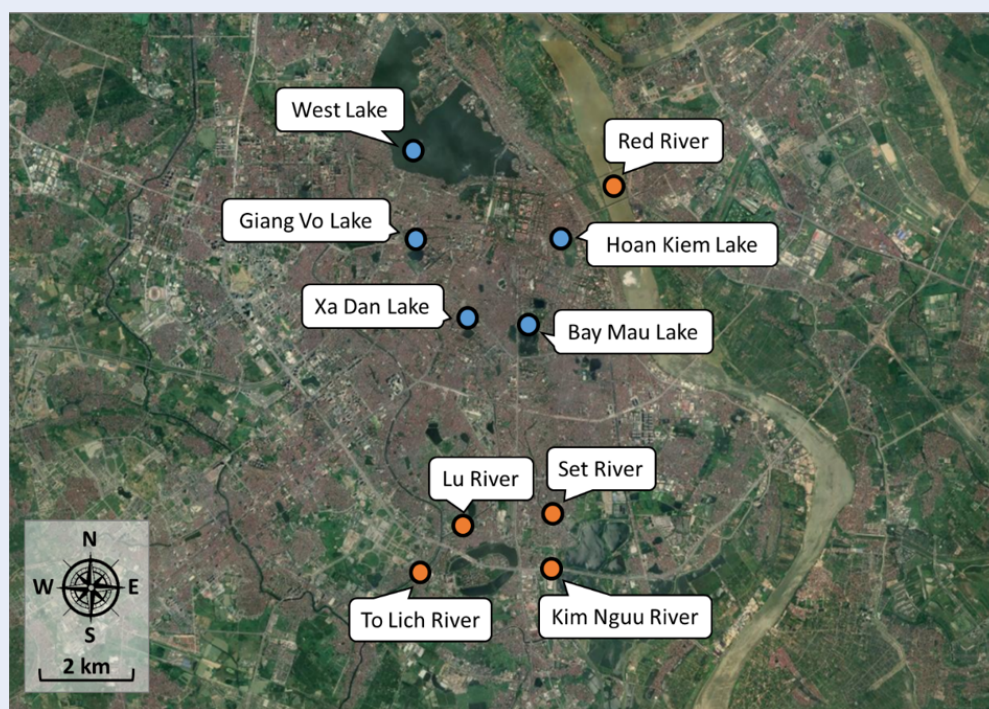 West Lake
Red River
Giang Vo Lake
Hoan Kiem Lake
Xa Dan Lake
Bay Mau Lake
Lu River
Set River
To Lich River
Kim Nguu River
N
W E
S
2 km